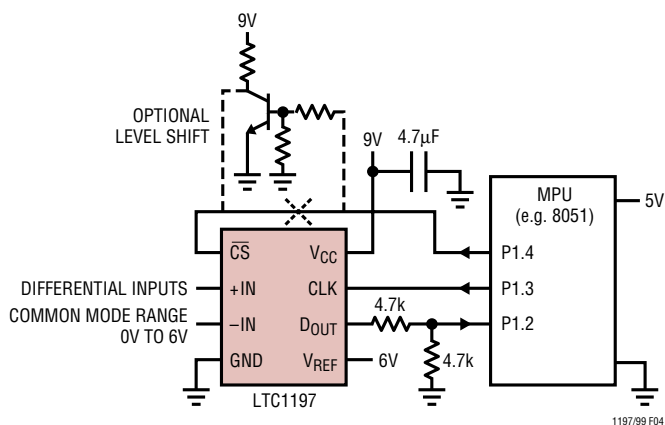 9V
OPTIONAL
LEVEL SHIFT
9V
4.7µF
MPU
(e.g. 8051)
5V
CS
VCC
P1.4
DIFFERENTIAL INPUTS
+IN
CLK
P1.3
COMMON MODE RANGE
0V TO 6V
–IN
DOUT
4.7k
P1.2
GND
VREF
6V
4.7k
LTC1197
1197/99 F04